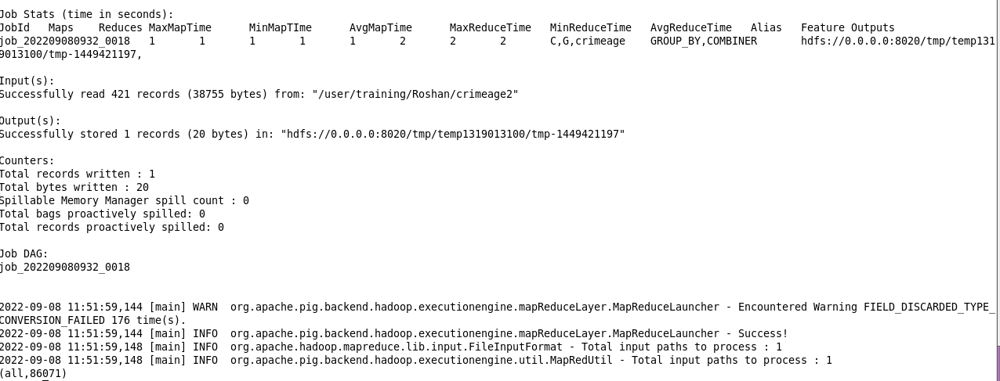 Job Stats (time in seconds):
JobId   Maps    Reduces MaxMapTime      MinMapTIme      AvgMapTime      MaxReduceTime   MinReduceTime   AvgReduceTime   Alias   Feature Outputs
job_202209080932_0018   1       1       1       1       1       2       2       2       C,G,crimeage    GROUP_BY,COMBINER       hdfs://0.0.0.0:8020/tmp/temp131
9013100/tmp-1449421197,
Input(s):
Successfully read 421 records (38755 bytes) from: "/user/training/Roshan/crimeage2"
Output(s):
Successfully stored 1 records (20 bytes) in: "hdfs://0.0.0.0:8020/tmp/temp1319013100/tmp-1449421197"
Counters:
Total records written : 1
Total bytes written : 20
Spillable Memory Manager spill count : 0
Total bags proactively spilled: 0
Total records proactively spilled: 0
Job DAG:
job_202209080932_0018
2022-09-08 11:51:59,144 [main] WARN  org.apache.pig.backend.hadoop.executionengine.mapReduceLayer.MapReduceLauncher - Encountered Warning FIELD_DISCARDED_TYPE_
CONVERSION_FAILED 176 time(s).
2022-09-08 11:51:59,144 [main] INFO  org.apache.pig.backend.hadoop.executionengine.mapReduceLayer.MapReduceLauncher - Success!
2022-09-08 11:51:59,148 [main] INFO  org.apache.hadoop.mapreduce.lib.input.FileInputFormat - Total input paths to process : 1
2022-09-08 11:51:59,148 [main] INFO  org.apache.pig.backend.hadoop.executionengine.util.MapRedUtil - Total input paths to process : 1
(all,86071)